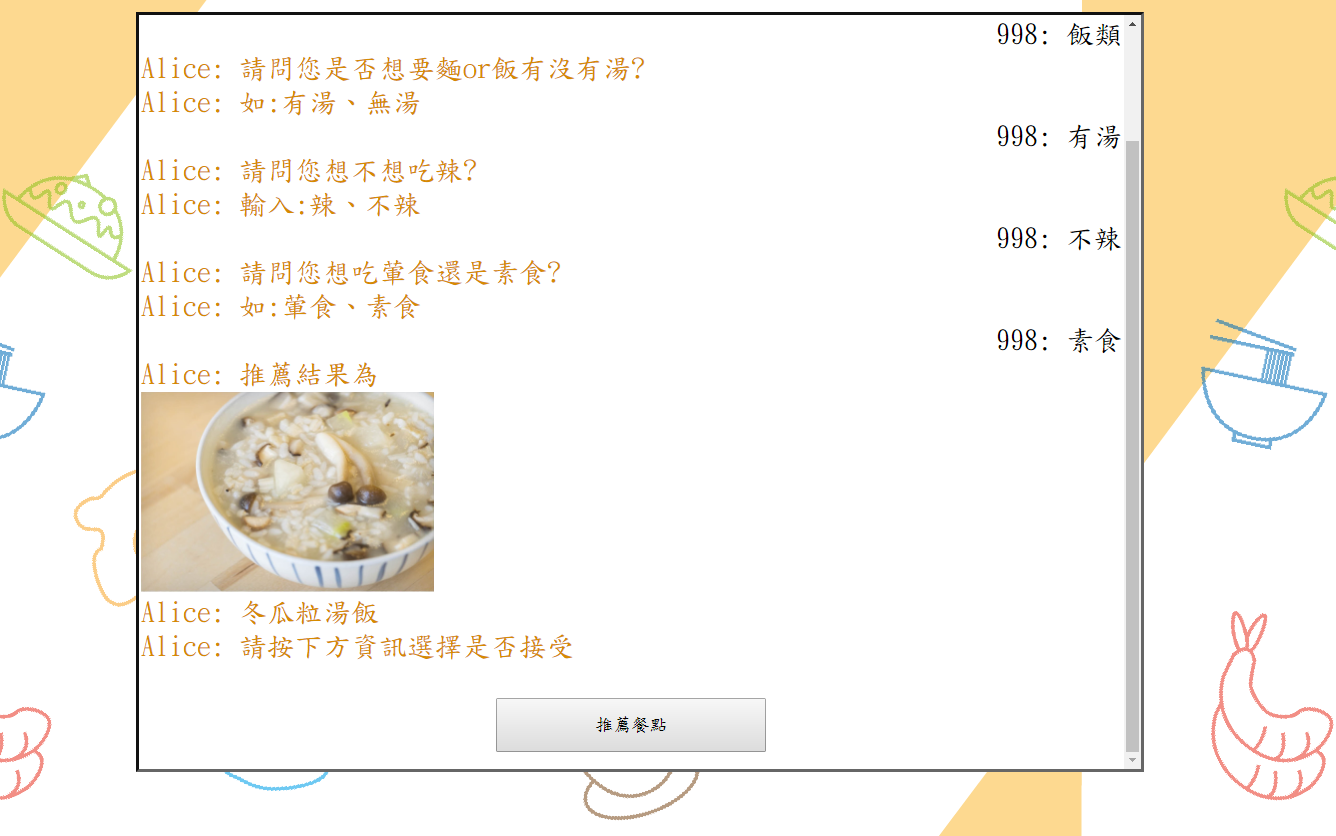 998: 飯類
Alice: 請問您是否想要麵or飯有沒有湯?
Alice: 如:有湯、無湯
998: 有湯
Alice: 請問您想不想吃辣?
Alice: 輸入:辣、不辣
998: 不辣
Alice: 請問您想吃葷食還是素食?
Alice: 如:葷食、素食
998: 素食
Alice: 推薦結果為
Alice: 冬瓜粒湯飯
Alice: 請按下方資訊選擇是否接受
推薦餐點